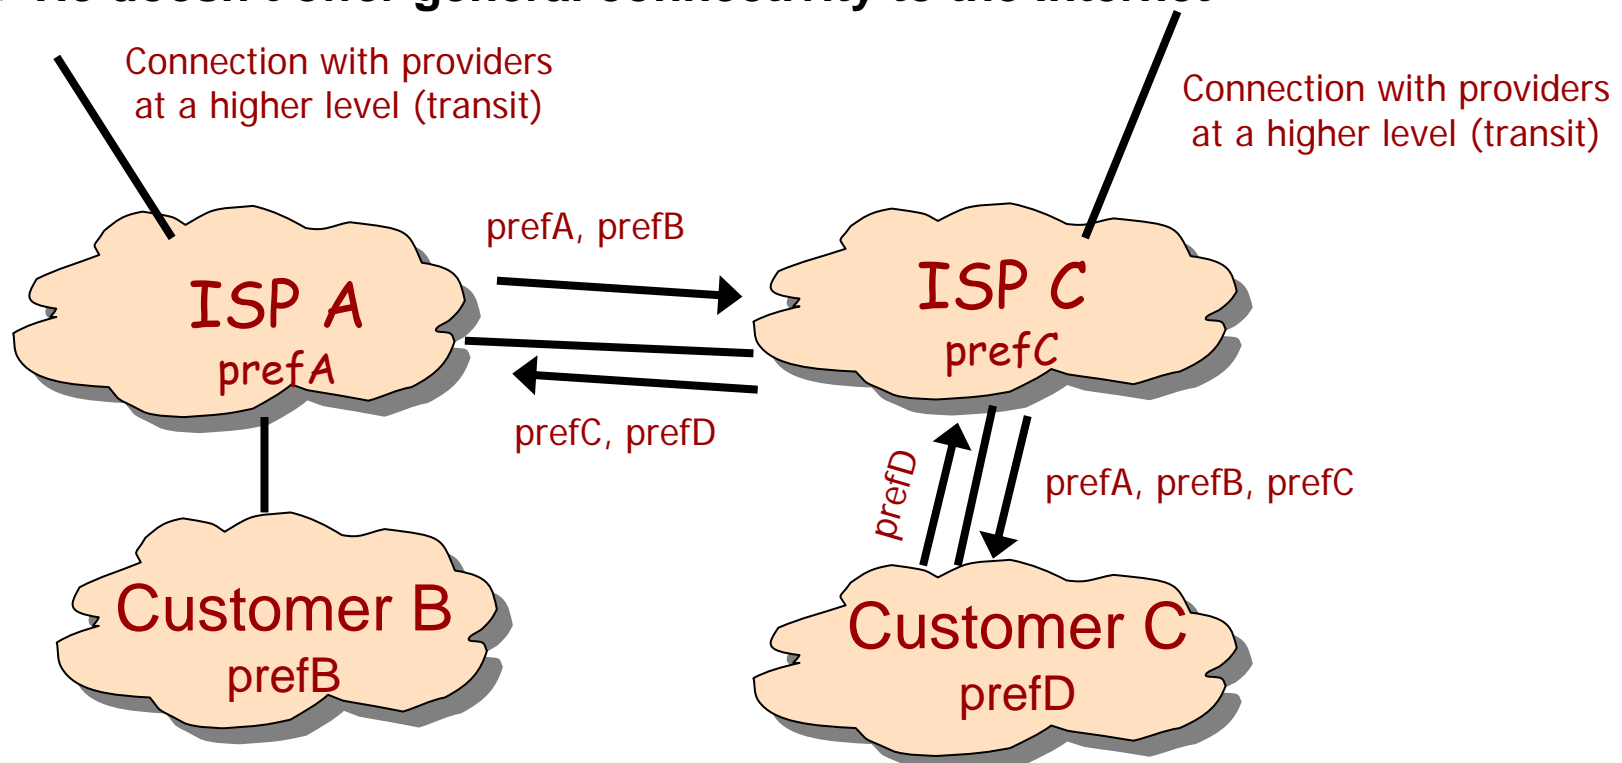 Connection with providers
at a higher level (transit)
Connection with providers
at a higher level (transit)
prefA, prefB
ISP A
prefA
ISP C
prefC
prefC, prefD
prefD
prefA, prefB, prefC
Customer B
prefB
Customer C
prefD